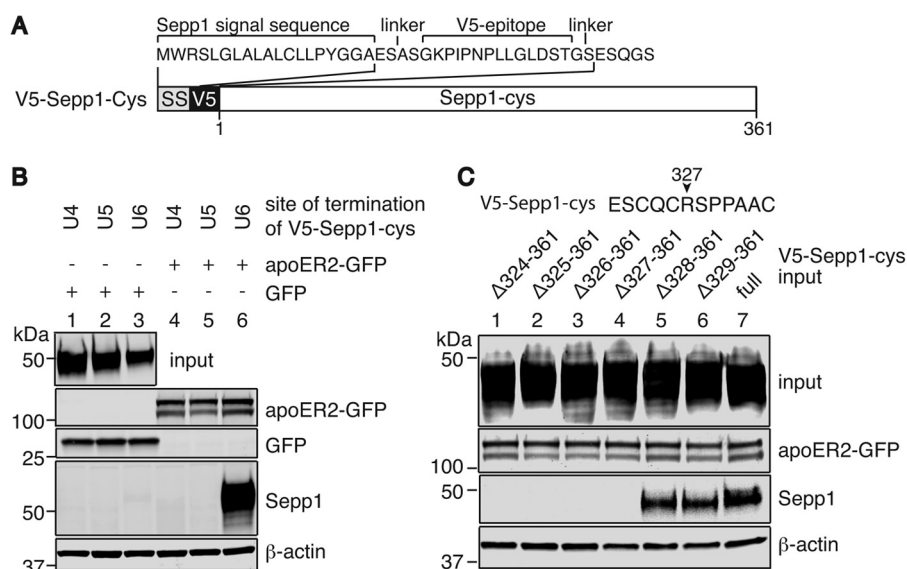 A
Sepp1 signal sequence linker V5-epitope linker
MWRSLGLALALCLLPYGGAESASGKPIPNPLLGLDSTGSESQGS
V5-Sepp1-Cys SS V5 Sepp1-cys
1 361
B
U4 U5 U6 U4 U5 U6 site of termination
of V5-Sepp1-cys
- - - + + + apoER2-GFP
+ + + - - - GFP
1 2 3 4 5 6
kDa
50 input
100 apoER2-GFP
25 GFP
50 Sepp1
37 β-actin
C
327
V5-Sepp1-cys ESCQCRSPPAAC
Δ324-361 Δ325-361 Δ326-361 Δ327-361 Δ328-361 Δ329-361 full V5-Sepp1-cys
input
1 2 3 4 5 6 7
kDa
50 input
100 apoER2-GFP
50 Sepp1
37 β-actin